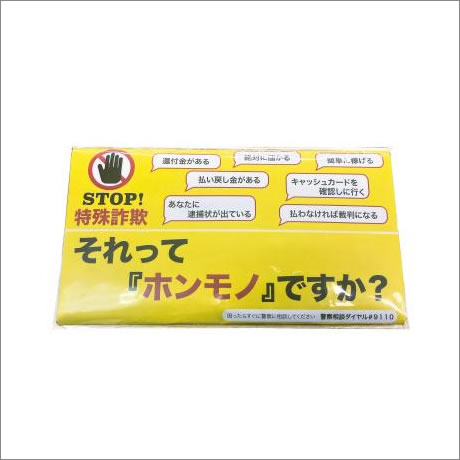 還付金がある
絶対に儲かる
簡単に稼げる
払い戻し金がある
キャッシュカードを
確認しに行く
あなたに
逮捕状が出ている
払わなければ裁判になる
STOP!
特殊詐欺
それって
『ホンモノ』ですか?
困ったらすぐに警察に相談してください 警察相談ダイヤル#9110